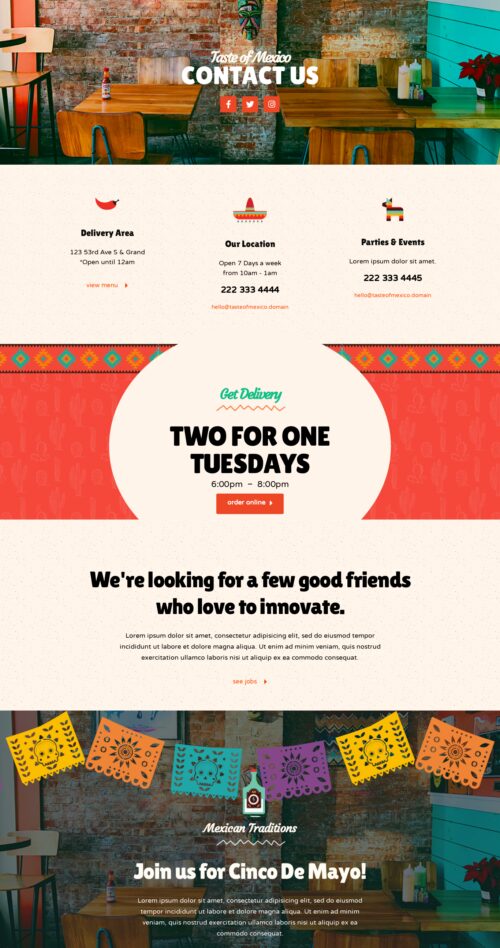 Taste of Mexico
CONTACT US
Delivery Area
123 53rd Ave S & Grand
*Open until 12am
view menu
Our Location
Open 7 Days a week
from 10am - 1am
222 333 4444
hello@tasteofmexico.domain
Parties & Events
Lorem ipsum dolor sit amet.
222 333 4445
hello@tasteofmexico.domain
Get Delivery
TWO FOR ONE
TUESDAYS
6:00pm – 8:00pm
order online
We're looking for a few good friends
who love to innovate.
Lorem ipsum dolor sit amet, consectetur adipisicing elit, sed do eiusmod tempor
incididunt ut labore et dolore magna aliqua. Ut enim ad minim veniam, quis nostrud
exercitation ullamco laboris nisi ut aliquip ex ea commodo consequat.
see jobs
Mexican Traditions
Join us for Cinco De Mayo!
Lorem ipsum dolor sit amet, consectetur adipisicing elit, sed do eiusmod
tempor incididunt ut labore et dolore magna aliqua. Ut enim ad minim
veniam, quis nostrud exercitation ullamco laboris nisi ut aliquip ex ea
commodo consequat.